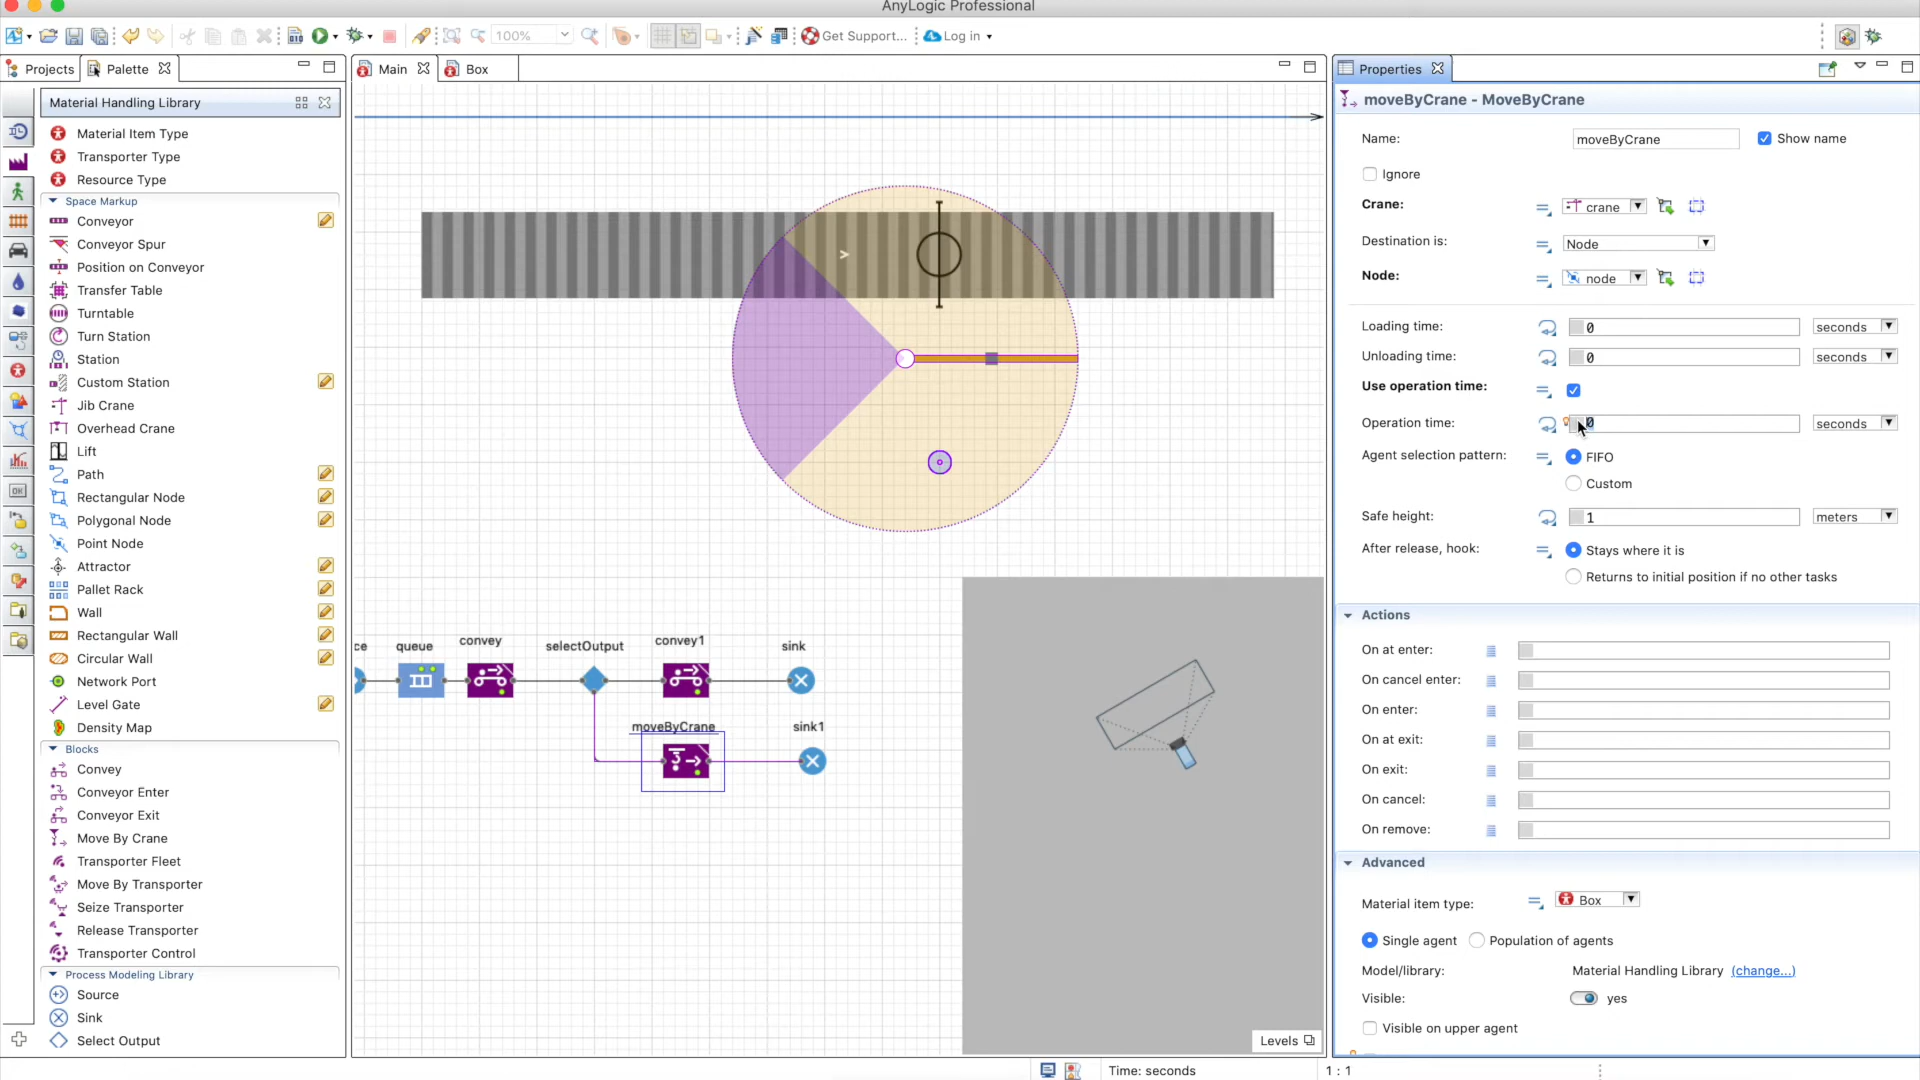 AnyLogic Professional
100%
Get Support...
Log in
Projects
Palette
Material Handling Library
Material Item Type
Transporter Type
Resource Type
Space Markup
Conveyor
Conveyor Spur
Position on Conveyor
Transfer Table
Turntable
Turn Station
Station
Custom Station
Jib Crane
Overhead Crane
Lift
Path
Rectangular Node
Polygonal Node
Point Node
Attractor
Pallet Rack
Wall
Rectangular Wall
Circular Wall
Network Port
Level Gate
Density Map
Blocks
Convey
Conveyor Enter
Conveyor Exit
Move By Crane
Transporter Fleet
Move By Transporter
Seize Transporter
Release Transporter
Transporter Control
Process Modeling Library
Source
Sink
Select Output
Main
Box
ce
queue
convey
selectOutput
convey1
sink
moveByCrane
sink1
Levels
Properties
moveByCrane - MoveByCrane
Name: moveByCrane Show name
Ignore
Crane: crane
Destination is: Node
Node: node
Loading time: 0 seconds
Unloading time: 0 seconds
Use operation time:
Operation time: 0 seconds
Agent selection pattern: FIFO
Custom
Safe height: 1 meters
After release, hook: Stays where it is
Returns to initial position if no other tasks
Actions
On at enter:
On cancel enter:
On enter:
On at exit:
On exit:
On cancel:
On remove:
Advanced
Material item type: Box
Single agent Population of agents
Model/library: Material Handling Library (change...)
Visible: yes
Visible on upper agent
Time: seconds
1 : 1